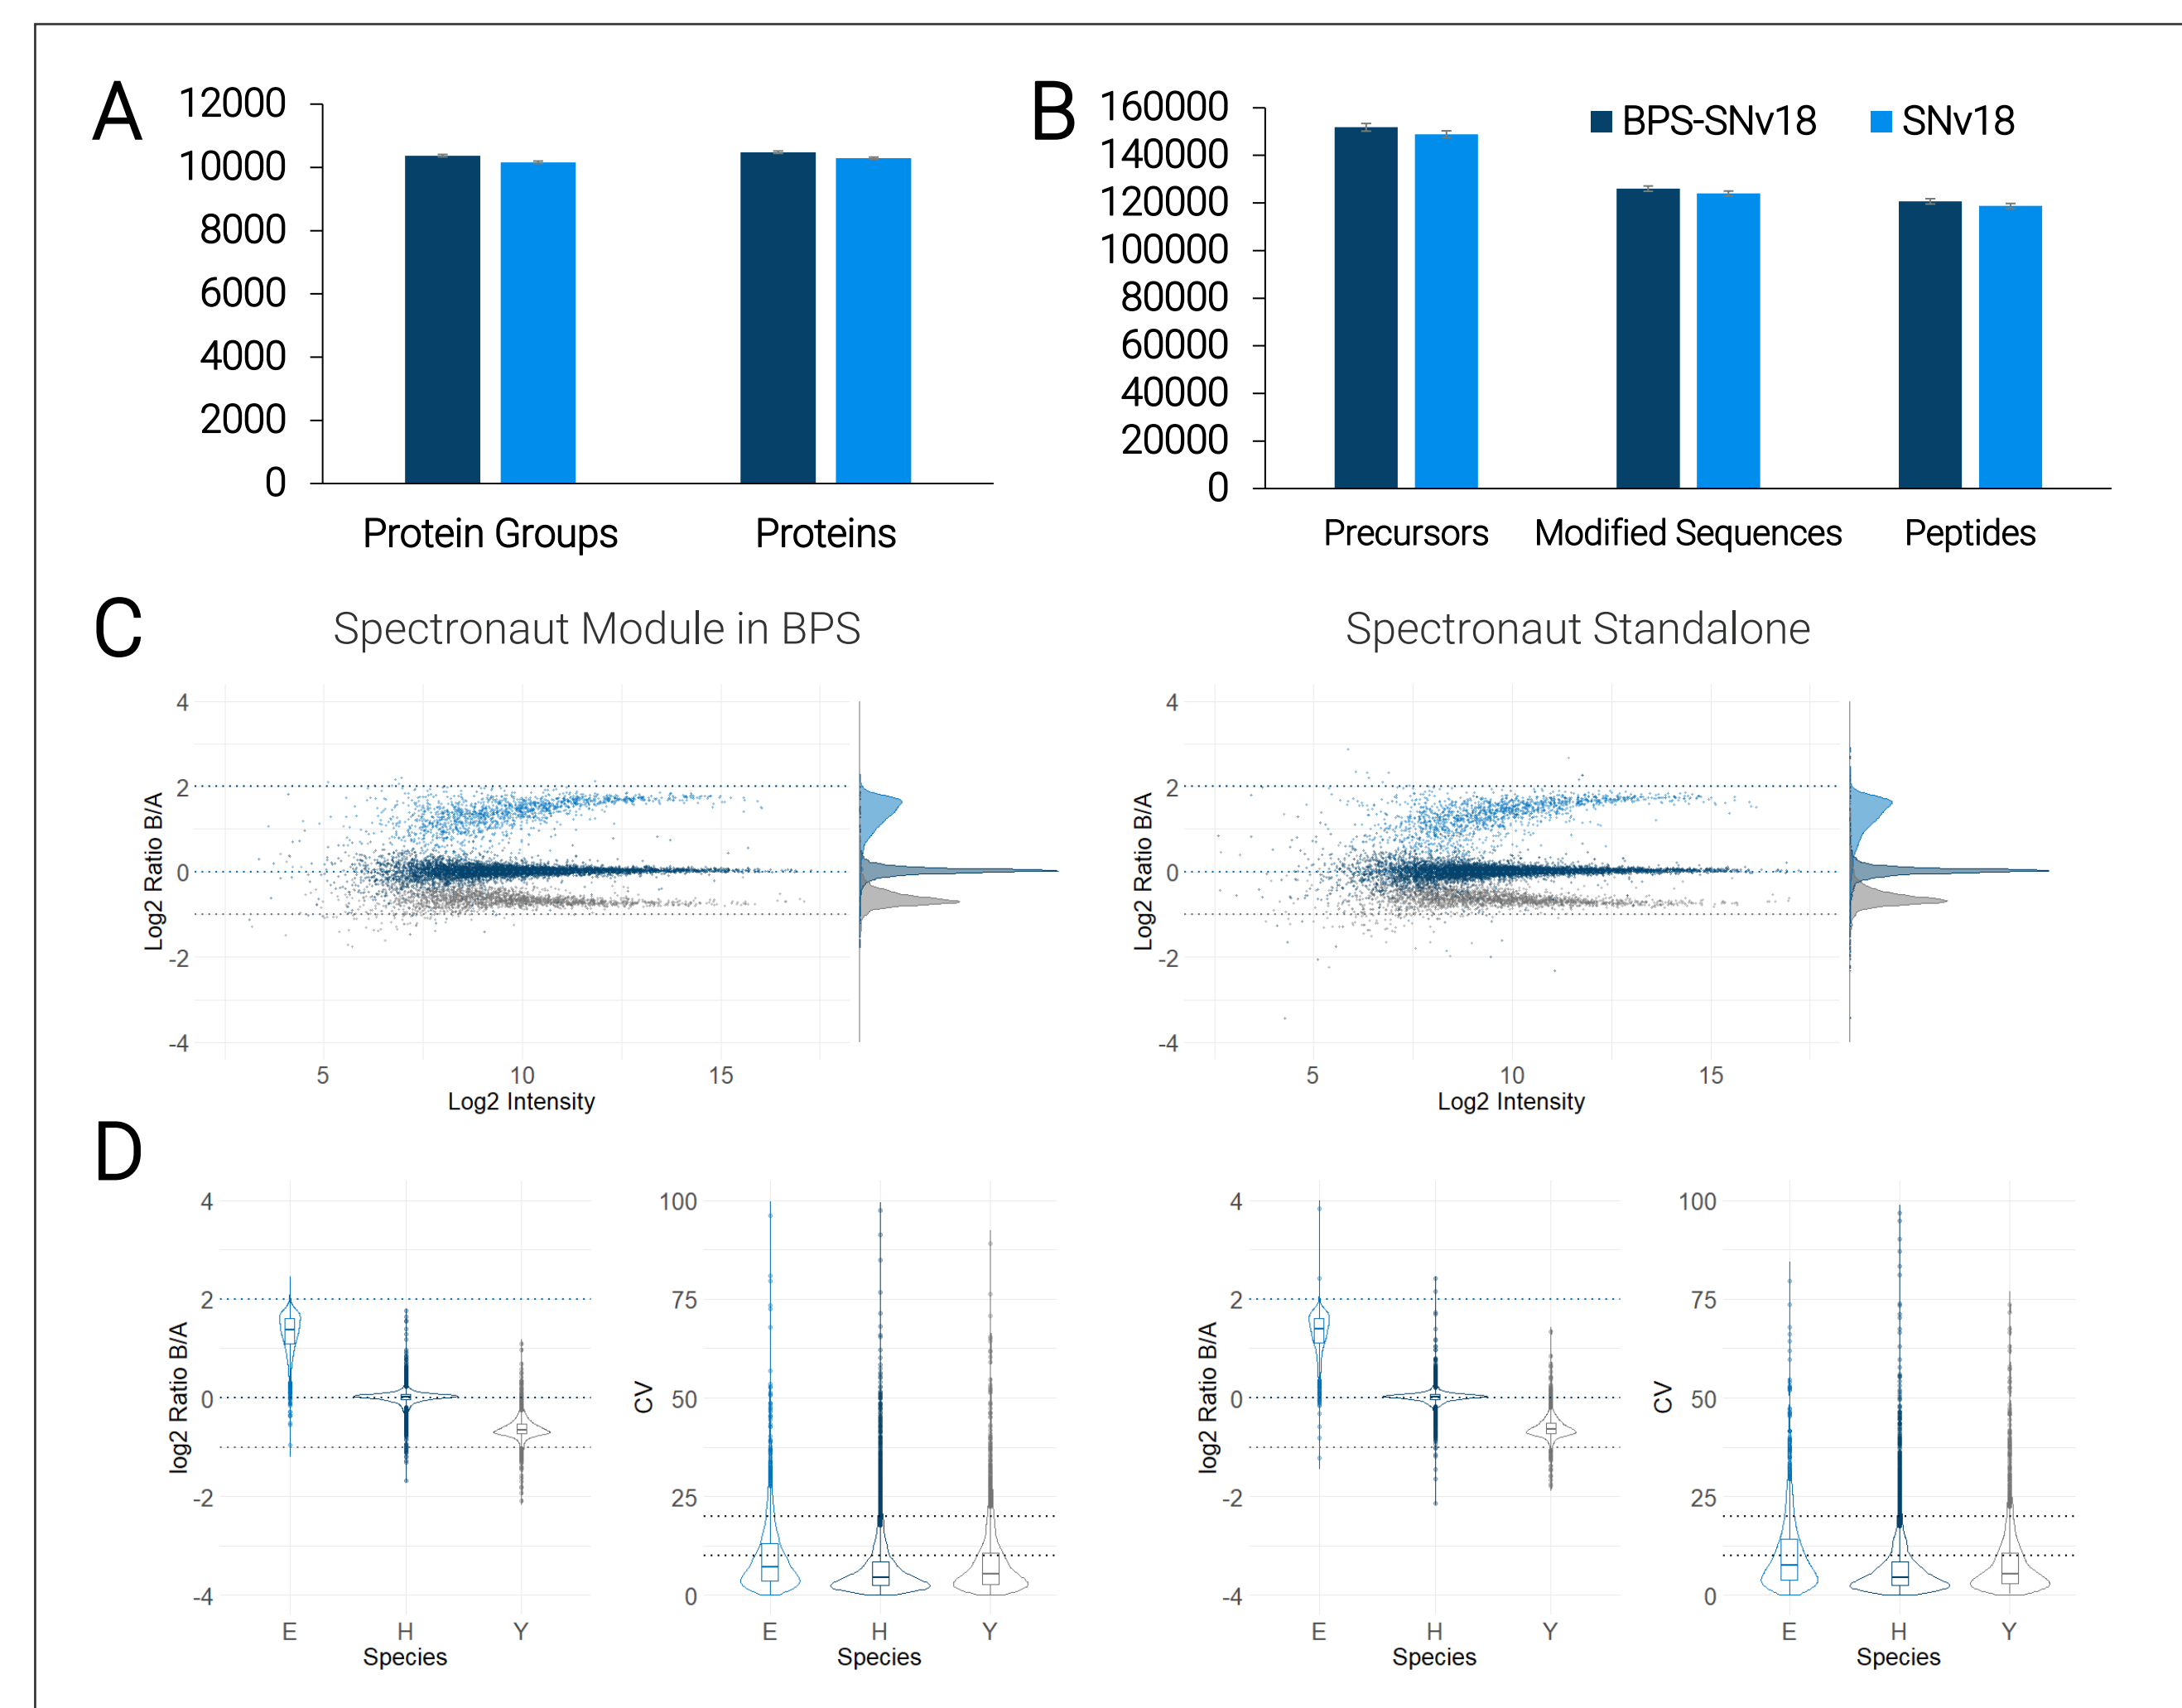 A
12000
10000
8000
6000
4000
2000
0
Protein Groups
Proteins
B
160000
140000
120000
100000
80000
60000
40000
20000
0
BPS-SNv18
SNv18
Precursors
Modified Sequences
Peptides
C
Spectronaut Module in BPS
Spectronaut Standalone
Log2 Ratio B/A
4
2
0
-2
-4
5
10
15
Log2 Intensity
Log2 Ratio B/A
4
2
0
-2
-4
5
10
15
Log2 Intensity
D
log2 Ratio B/A
4
2
0
-2
-4
E
H
Y
Species
CV
100
75
50
25
0
E
H
Y
Species
log2 Ratio B/A
4
2
0
-2
-4
E
H
Y
Species
CV
100
75
50
25
0
E
H
Y
Species